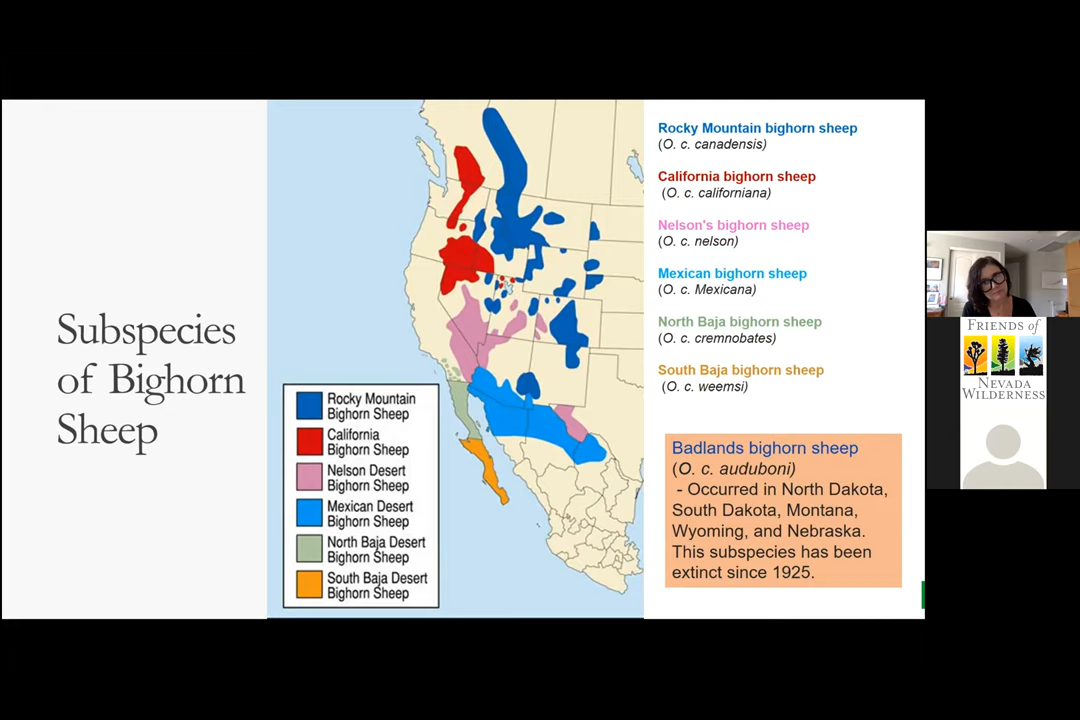 Subspecies
of Bighorn
Sheep
Rocky Mountain
Bighorn Sheep
California
Bighorn Sheep
Nelson Desert
Bighorn Sheep
Mexican Desert
Bighorn Sheep
North Baja Desert
Bighorn Sheep
South Baja Desert
Bighorn Sheep
Rocky Mountain bighorn sheep
(O. c. canadensis)
California bighorn sheep
(O. c. californiana)
Nelson's bighorn sheep
(O. c. nelson)
Mexican bighorn sheep
(O. c. Mexicana)
North Baja bighorn sheep
(O. c. cremnobates)
South Baja bighorn sheep
(O. c. weemsi)
Badlands bighorn sheep
(O. c. auduboni)
- Occurred in North Dakota,
South Dakota, Montana,
Wyoming, and Nebraska.
This subspecies has been
extinct since 1925.
FRIENDS of
NEVADA
WILDERNESS